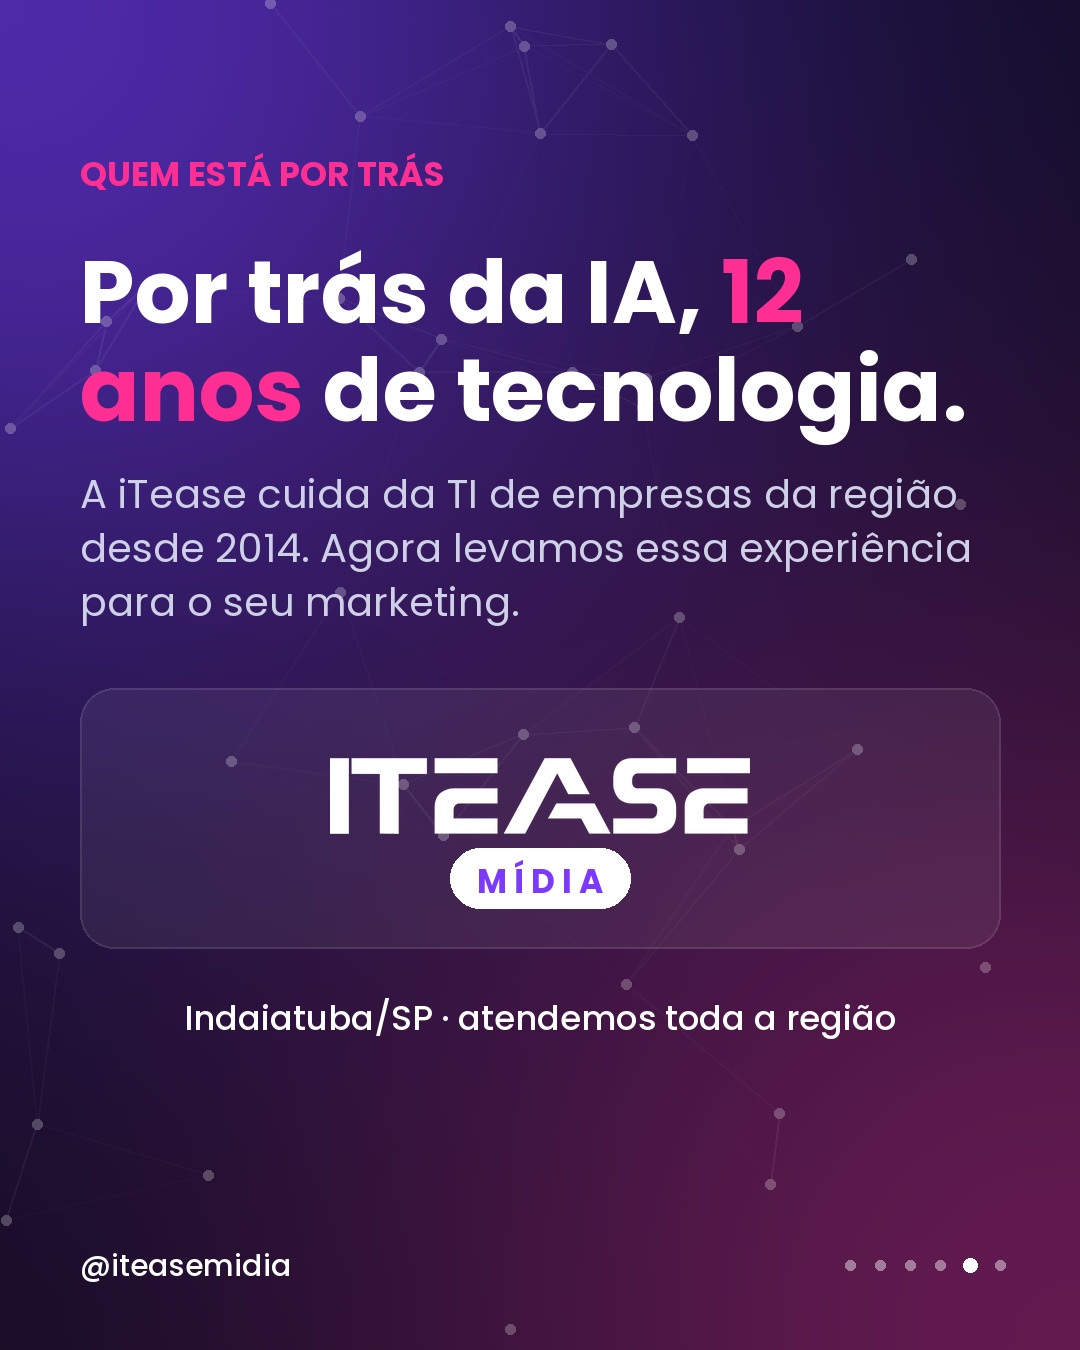 QUEM ESTÁ POR TRÁS
Por trás da IA, 12
anos de tecnologia.
A iTease cuida da TI de empresas da região
desde 2014. Agora levamos essa experiência
para o seu marketing.
ITEASE
MÍDIA
Indaiatuba/SP · atendemos toda a região
@iteasemidia